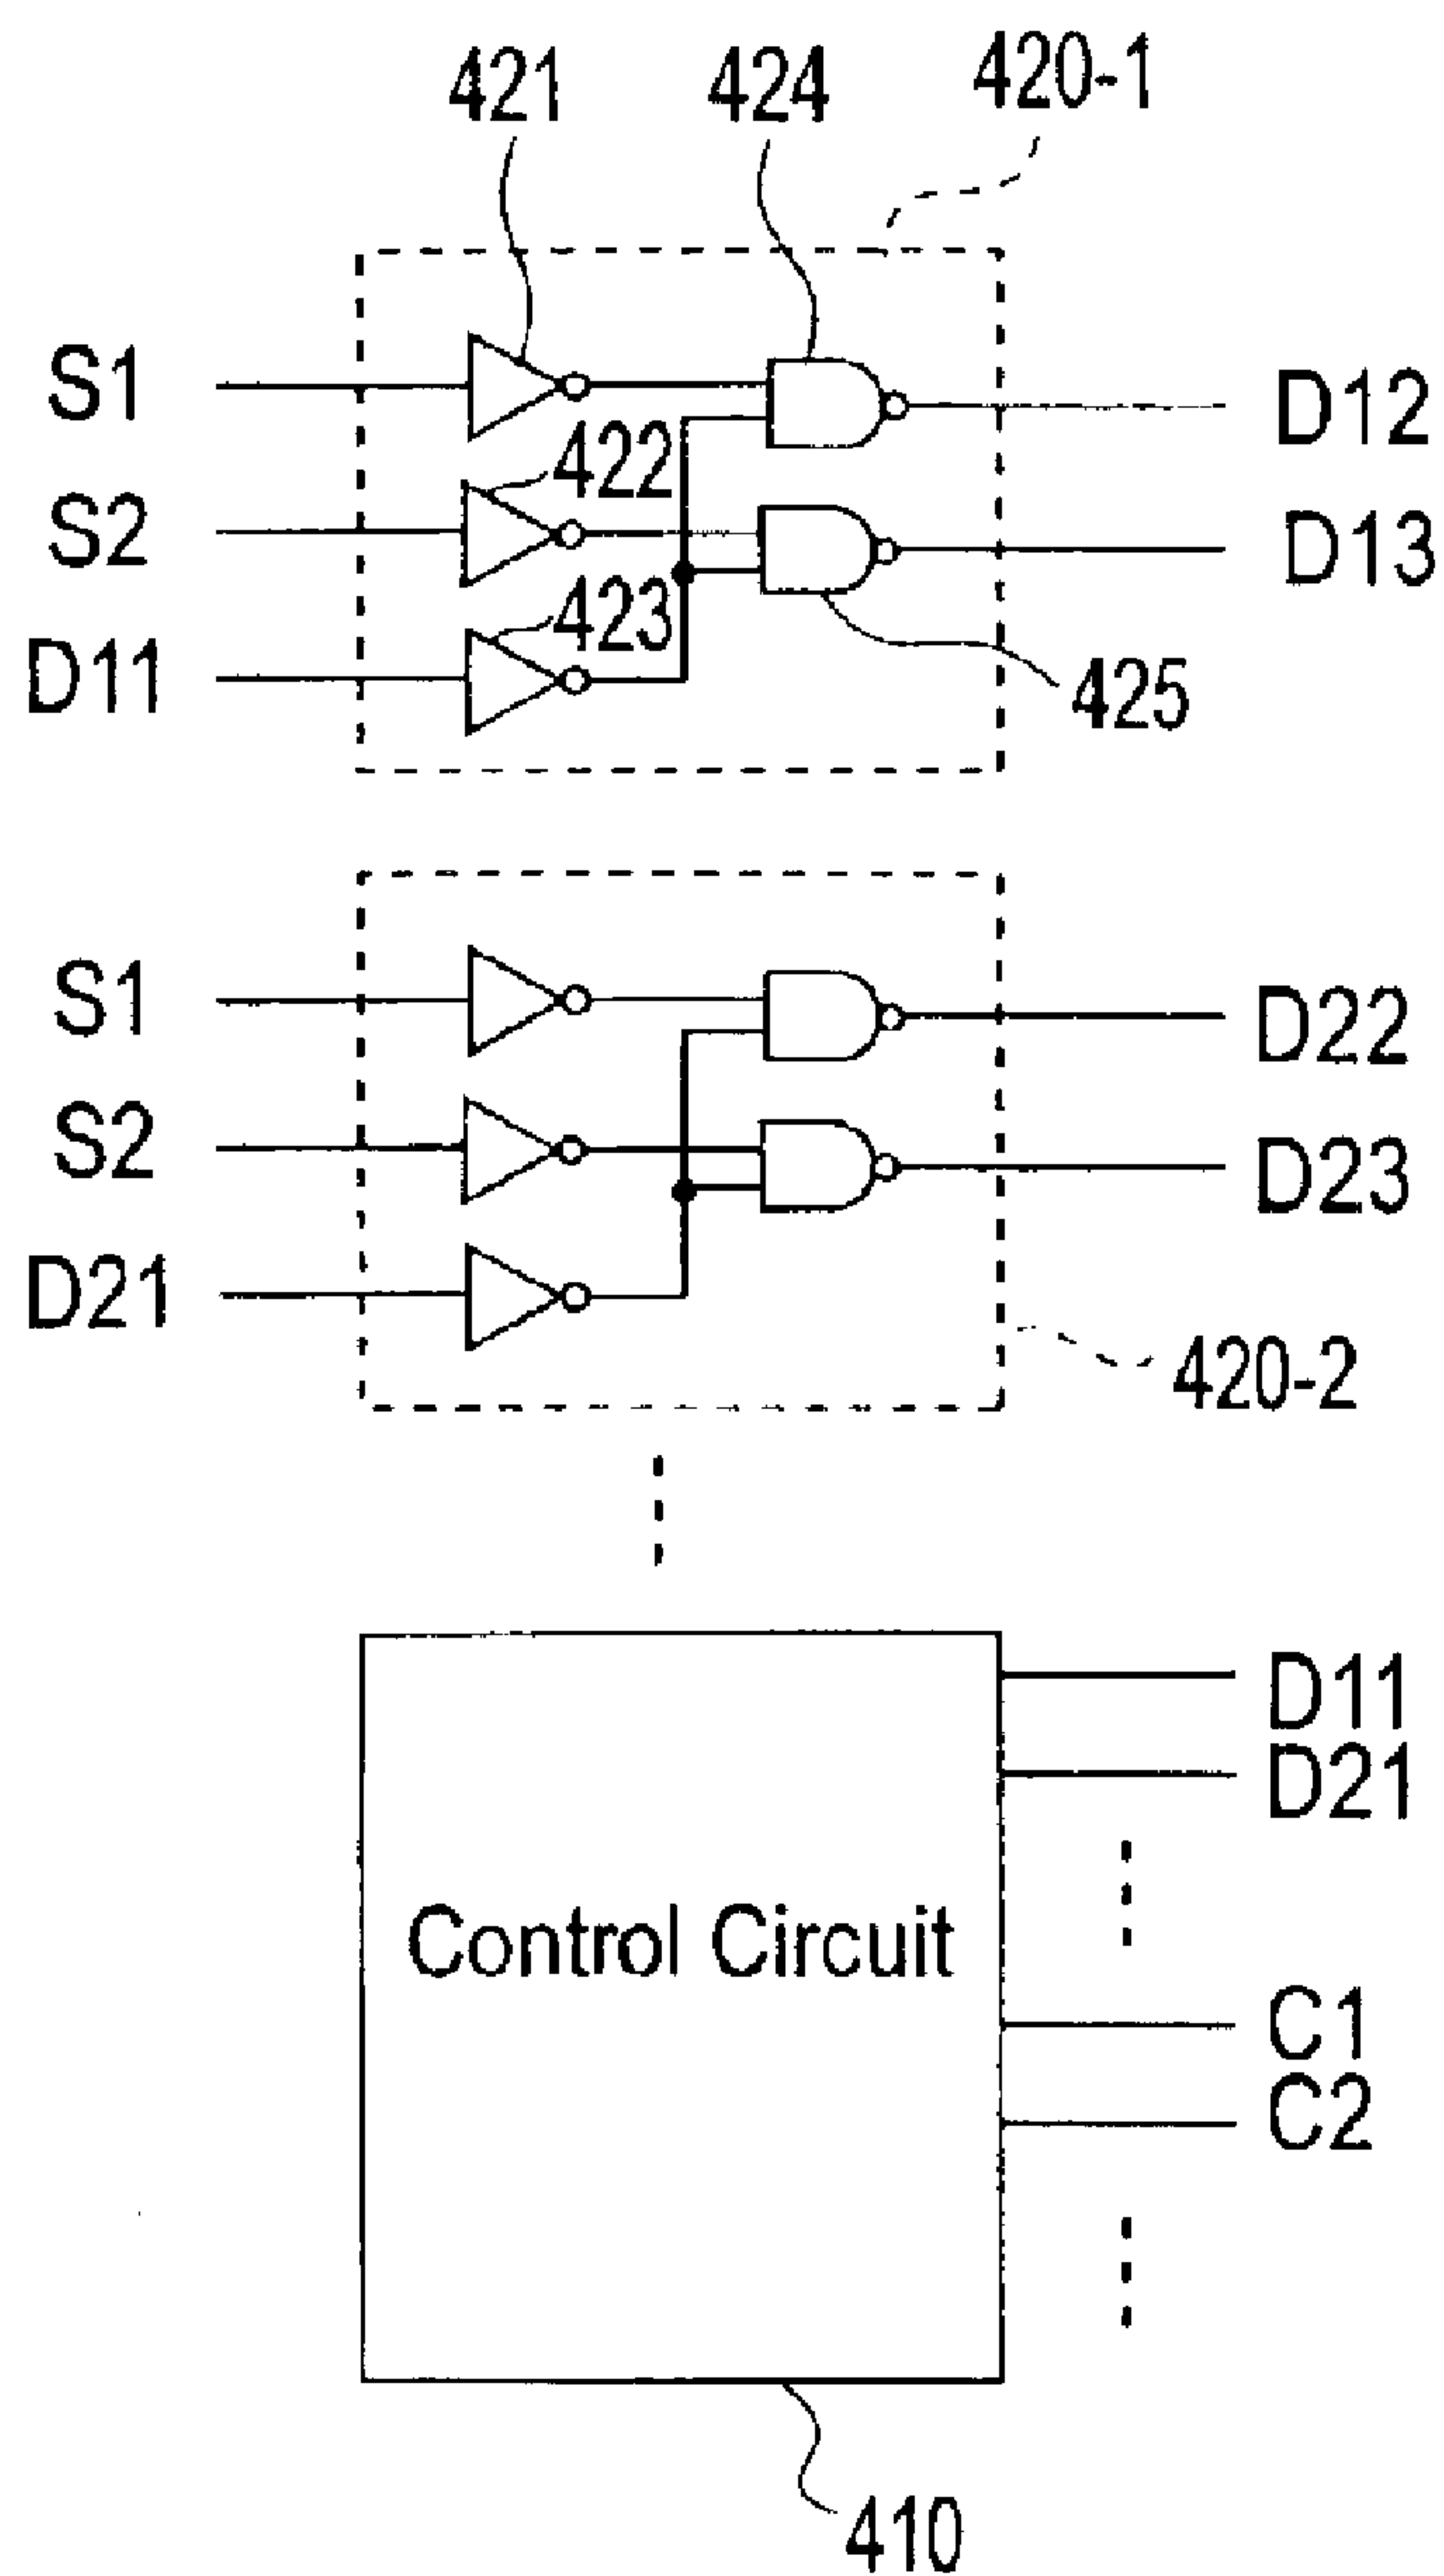 421 424 420-1
S1
D12
422
S2
D13
423
D11
425
S1
D22
S2
D23
D21
420-2
D11
D21
Control Circuit
C1
C2
410